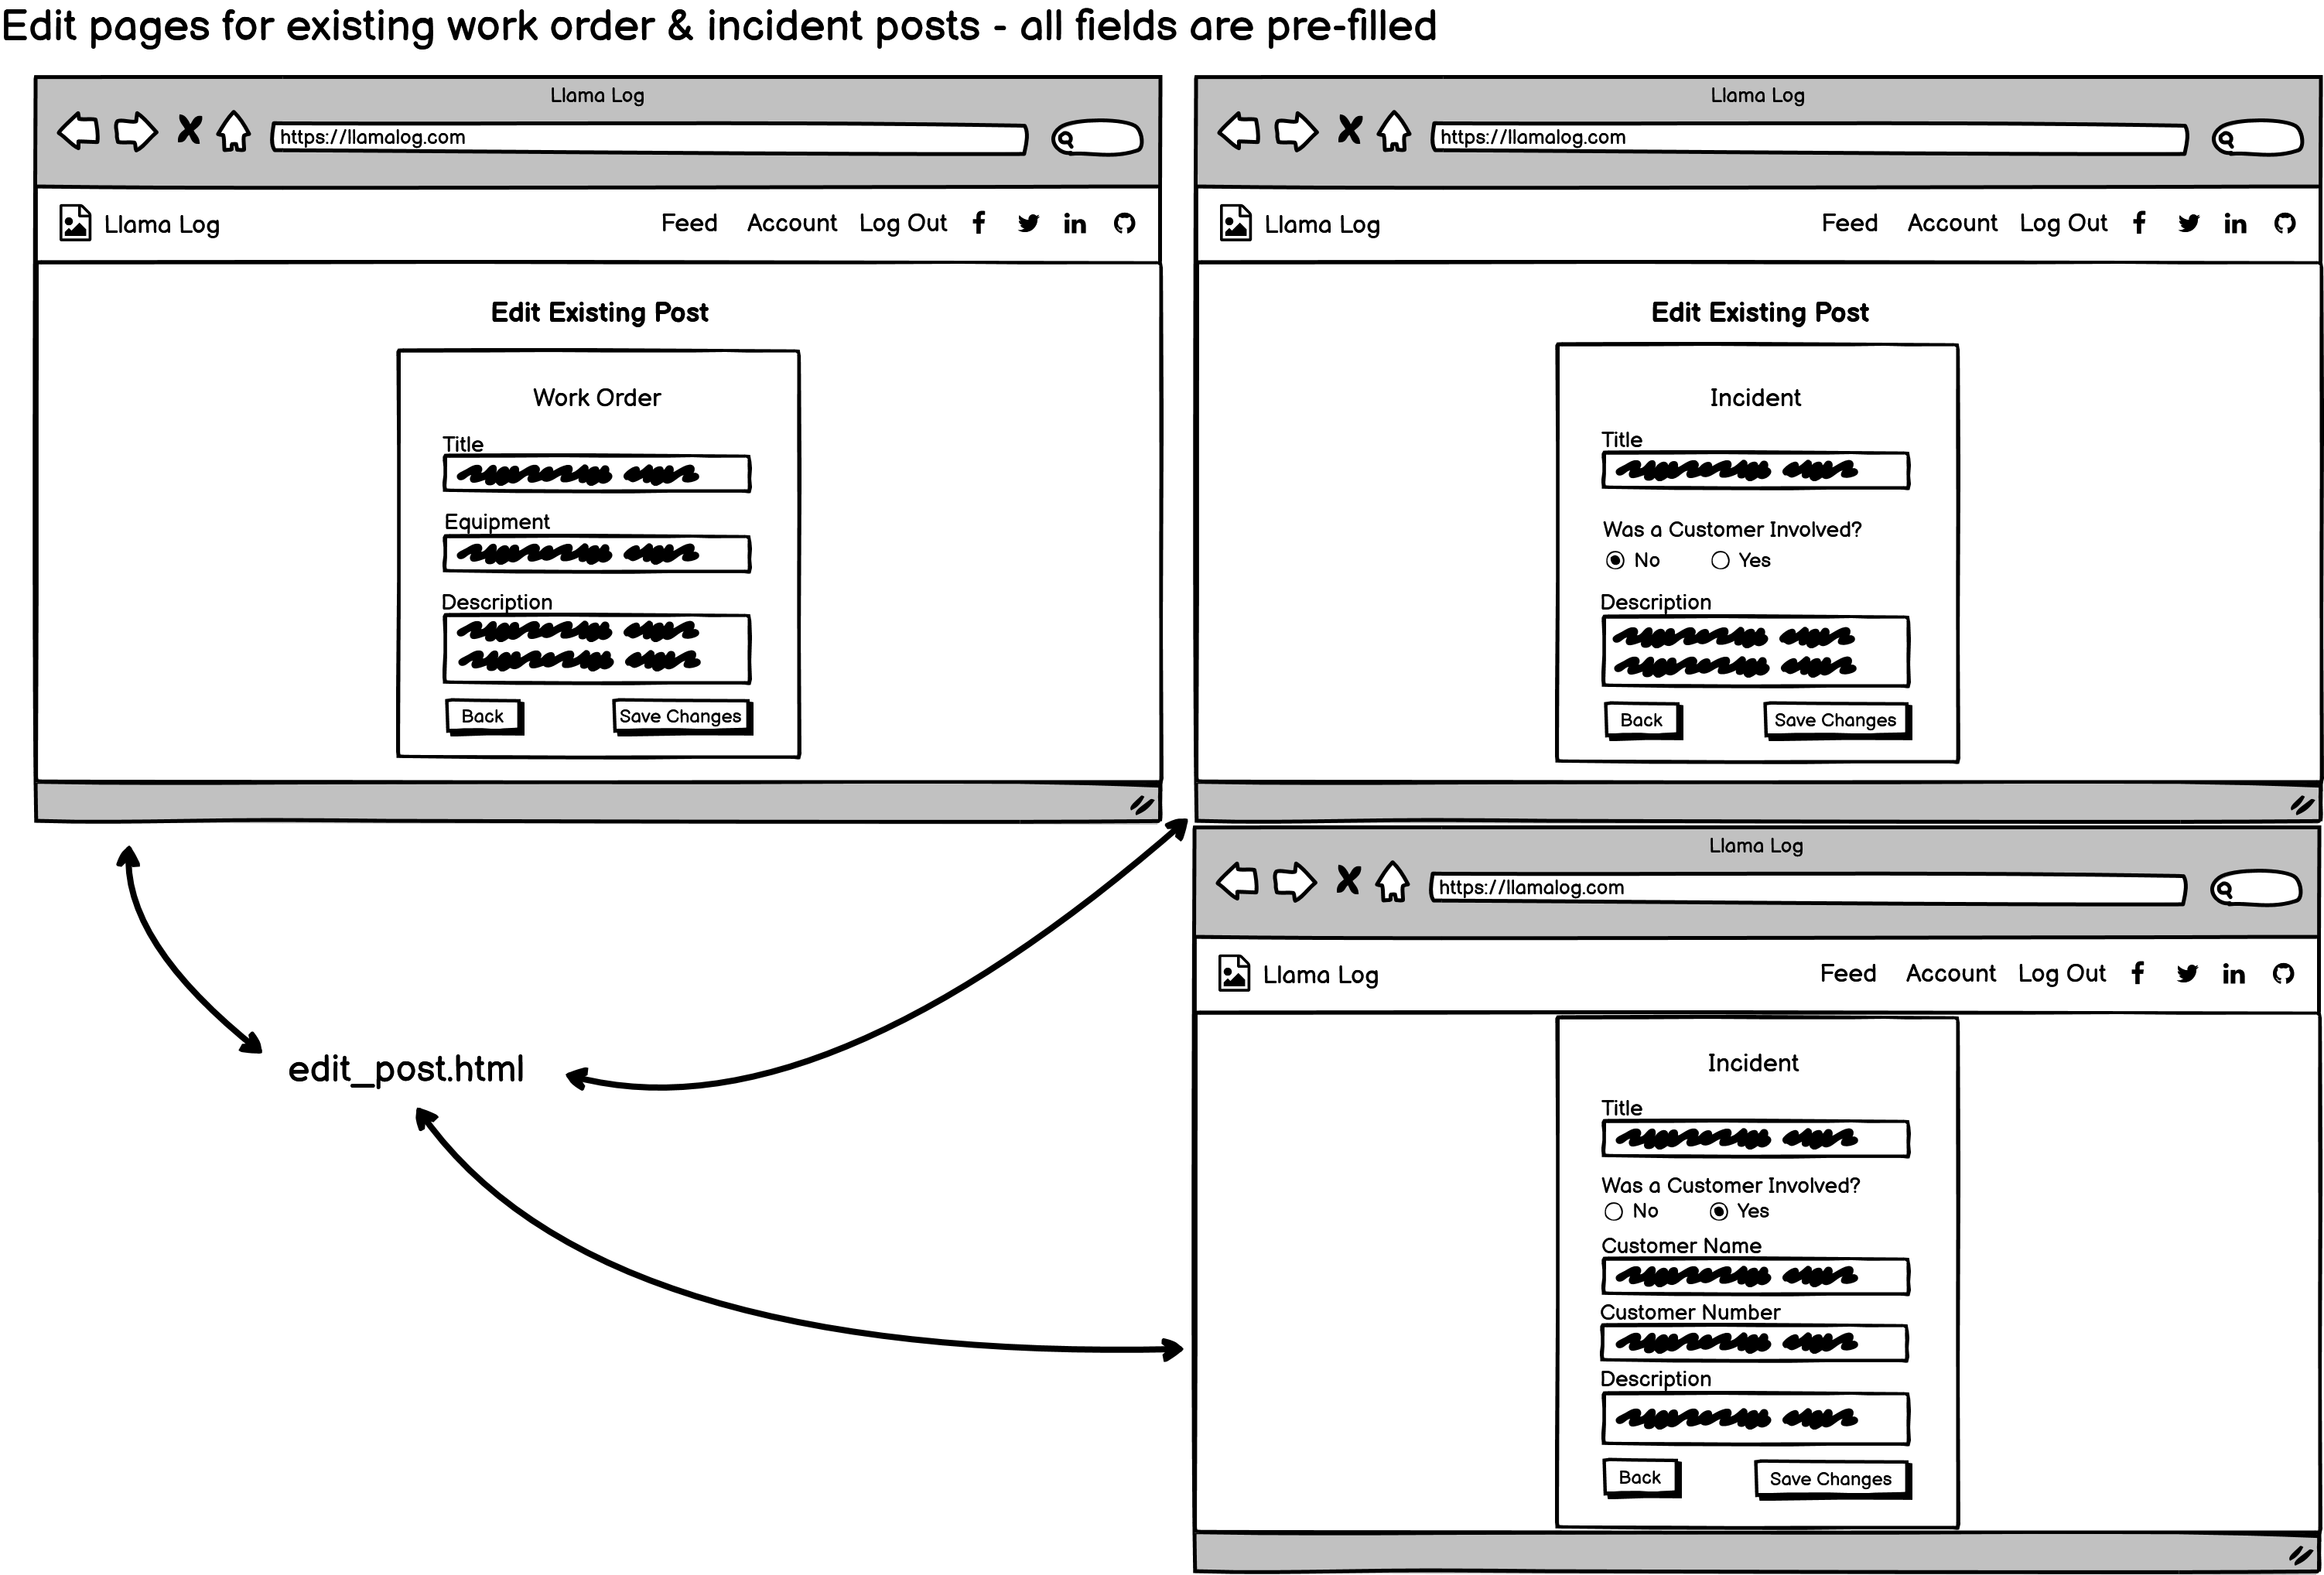 Edit pages for existing work order & incident posts - all fields are pre-filled
Llama Log
https://llamalog.com
Llama Log Feed Account Log Out
Edit Existing Post
Work Order
Title
Equipment
Description
Back Save Changes
Llama Log
https://llamalog.com
Llama Log Feed Account Log Out
Edit Existing Post
Incident
Title
Was a Customer Involved?
No Yes
Description
Back Save Changes
edit_post.html
Llama Log
https://llamalog.com
Llama Log Feed Account Log Out
Incident
Title
Was a Customer Involved?
No Yes
Customer Name
Customer Number
Description
Back Save Changes